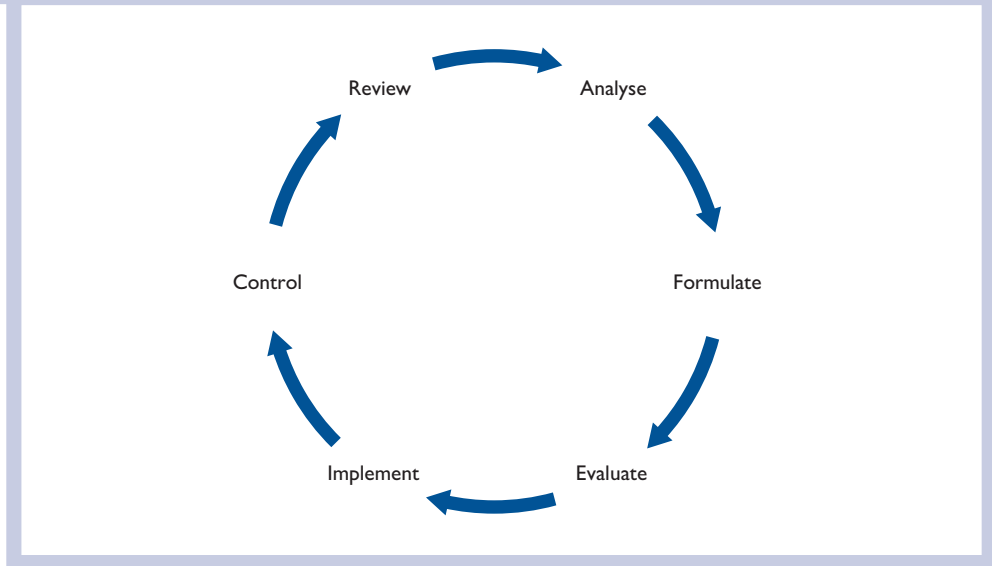 Review
Analyse
Control
Formulate
Implement
Evaluate